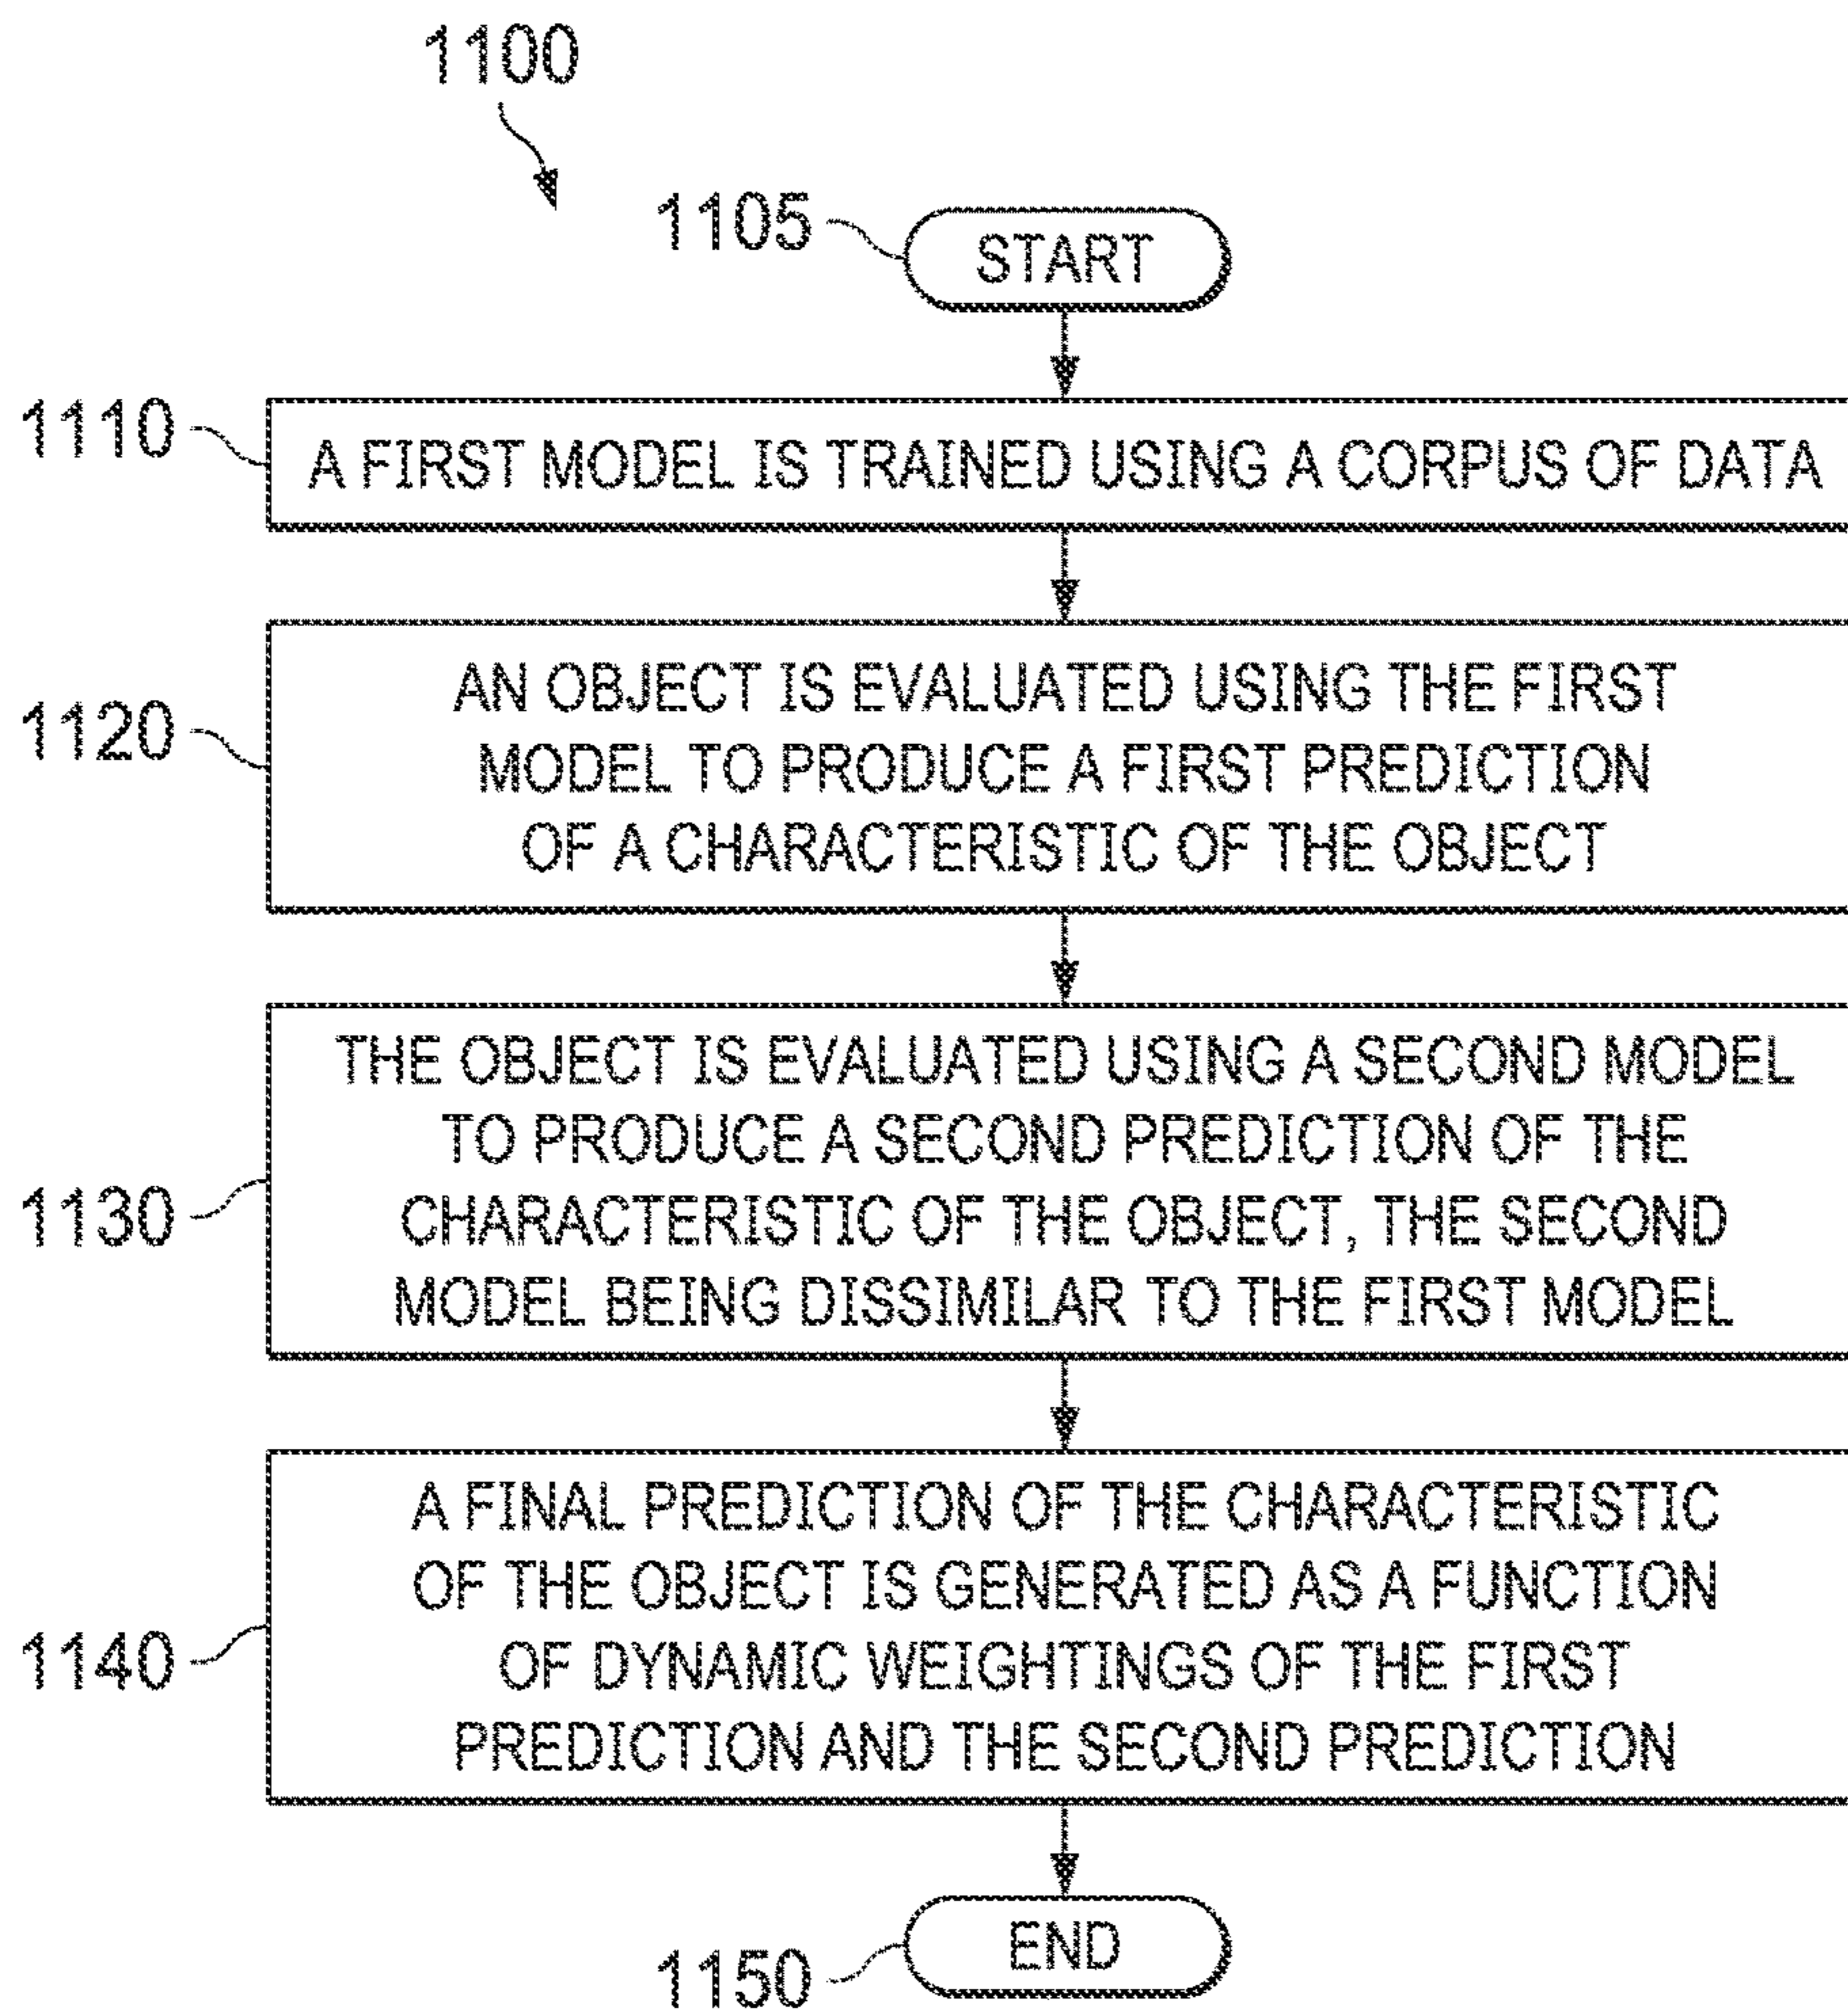 1100
1105
START
1110
A FIRST MODEL IS TRAINED USING A CORPUS OF DATA
1120
AN OBJECT IS EVALUATED USING THE FIRST
MODEL TO PRODUCE A FIRST PREDICTION
OF A CHARACTERISTIC OF THE OBJECT
1130
THE OBJECT IS EVALUATED USING A SECOND MODEL
TO PRODUCE A SECOND PREDICTION OF THE
CHARACTERISTIC OF THE OBJECT, THE SECOND
MODEL BEING DISSIMILAR TO THE FIRST MODEL
1140
A FINAL PREDICTION OF THE CHARACTERISTIC
OF THE OBJECT IS GENERATED AS A FUNCTION
OF DYNAMIC WEIGHTINGS OF THE FIRST
PREDICTION AND THE SECOND PREDICTION
1150
END